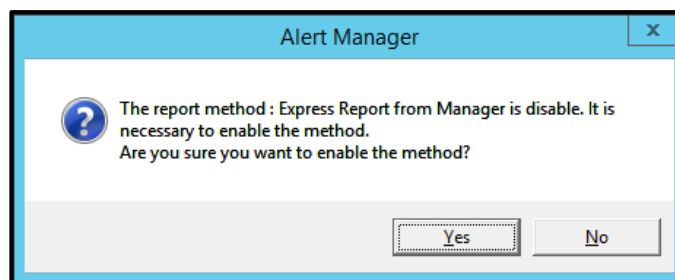 Alert Manager
x
The report method : Express Report from Manager is disable. It is
necessary to enable the method.
Are you sure you want to enable the method?
Yes
No